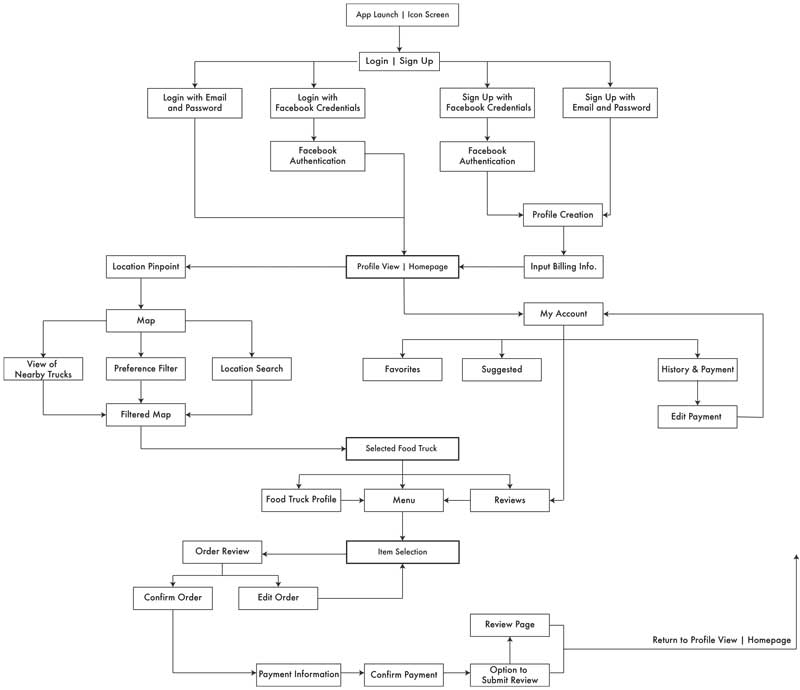 App Launch | Icon Screen
Login | Sign Up
Login with Email
and Password
Login with
Facebook Credentials
Sign Up with
Facebook Credentials
Sign Up with
Email and Password
Facebook
Authentication
Facebook
Authentication
Profile Creation
Location Pinpoint
Profile View | Homepage
Input Billing Info.
Map
My Account
View of
Nearby Trucks
Preference Filter
Location Search
Favorites
Suggested
History & Payment
Filtered Map
Edit Payment
Selected Food Truck
Food Truck Profile
Menu
Reviews
Order Review
Item Selection
Confirm Order
Edit Order
Review Page
Return to Profile View | Homepage
Payment Information
Confirm Payment
Option to
Submit Review